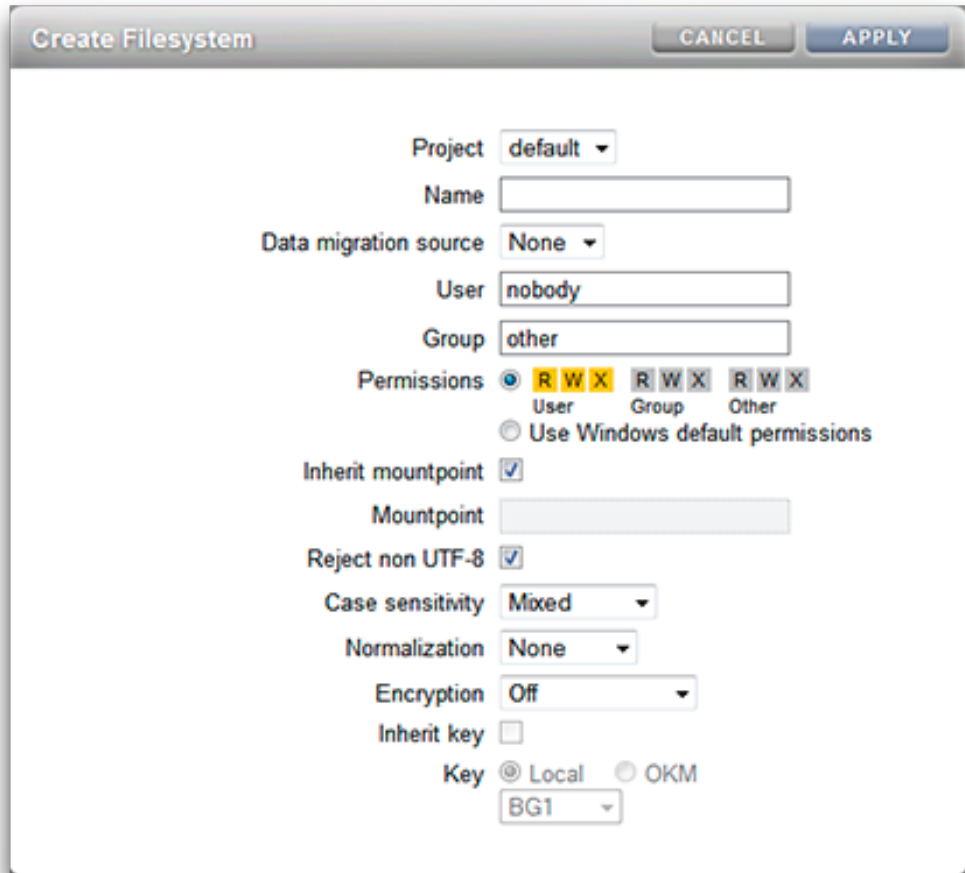 Create Filesystem CANCEL APPLY
Project default
Name
Data migration source None
User nobody
Group other
Permissions R W X R W X R W X
User Group Other
Use Windows default permissions
Inherit mountpoint
Mountpoint
Reject non UTF-8
Case sensitivity Mixed
Normalization None
Encryption Off
Inherit key
Key Local OKM
BG1